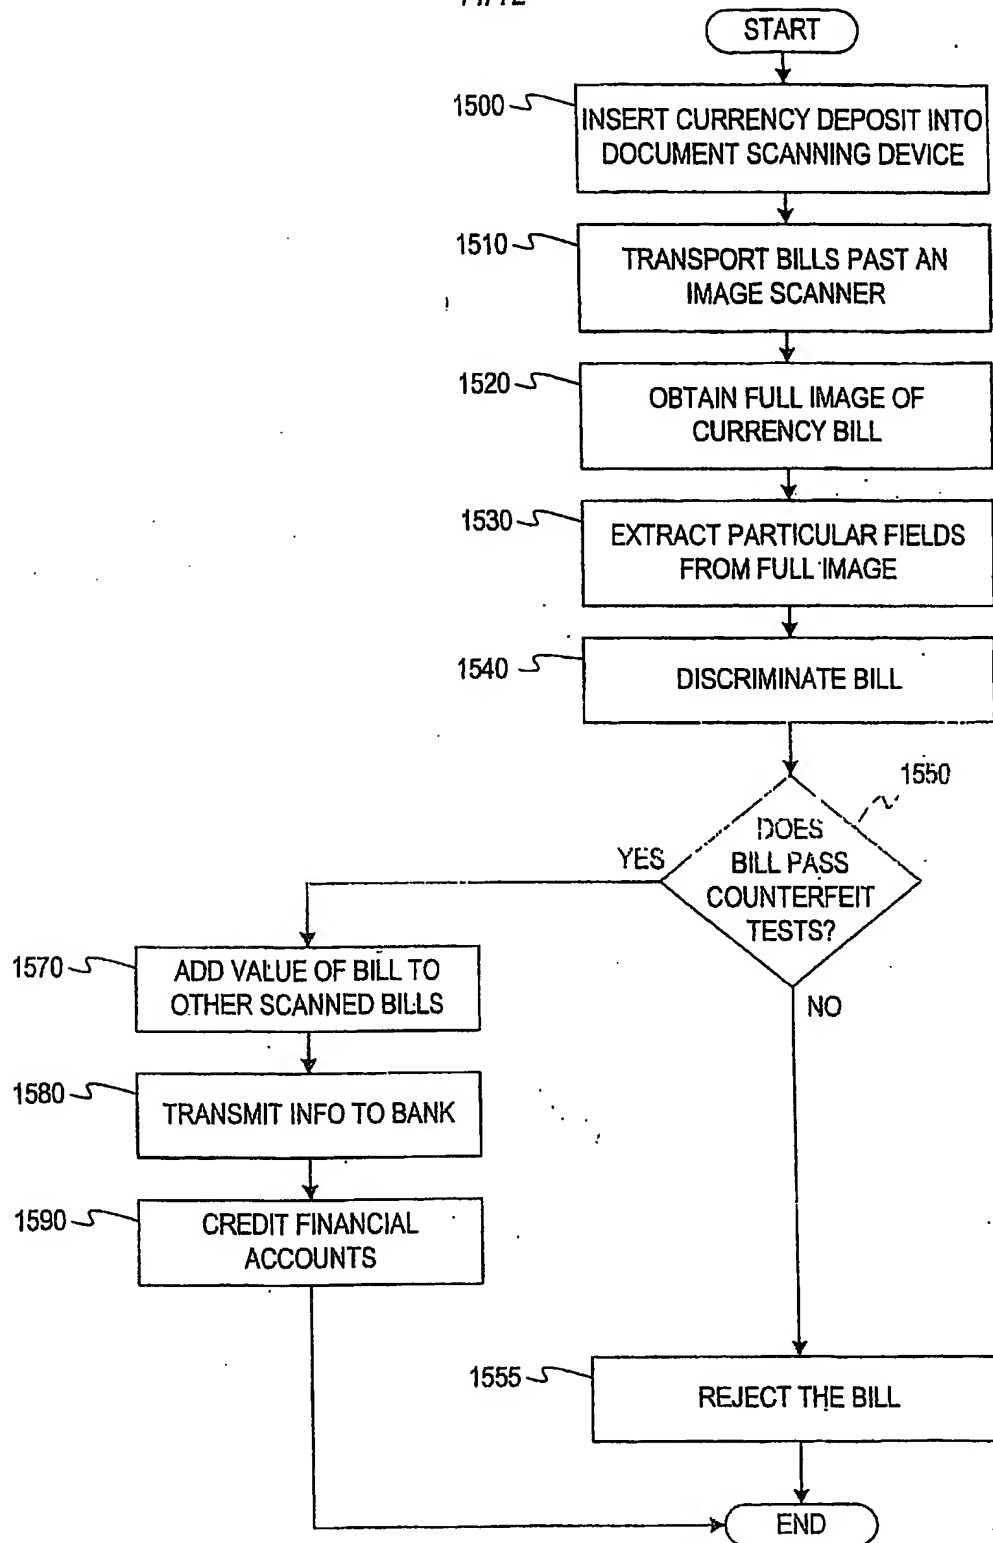 START
1500
INSERT CURRENCY DEPOSIT INTO
DOCUMENT SCANNING DEVICE
1510
TRANSPORT BILLS PAST AN
IMAGE SCANNER
1520
OBTAIN FULL IMAGE OF
CURRENCY BILL
1530
EXTRACT PARTICULAR FIELDS
FROM FULL IMAGE
1540
DISCRIMINATE BILL
1550
DOES
BILL PASS
COUNTERFEIT
TESTS?
YES
NO
1570
ADD VALUE OF BILL TO
OTHER SCANNED BILLS
1580
TRANSMIT INFO TO BANK
1590
CREDIT FINANCIAL
ACCOUNTS
1555
REJECT THE BILL
END